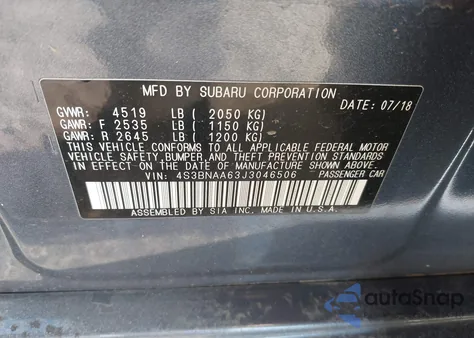 MFD BY SUBARU CORPORATION
GVWR: 4519 LB ( 2050 KG) DATE: 07/18
GAWR: F 2535 LB ( 1150 KG)
GAWR: R 2645 LB ( 1200 KG)
THIS VEHICLE CONFORMS TO ALL APPLICABLE FEDERAL MOTOR
VEHICLE SAFETY, BUMPER, AND THEFT PREVENTION STANDARDS
IN EFFECT ON THE DATE OF MANUFACTURE SHOWN ABOVE.
VIN: 4S3BNAA63J3046506 PASSENGER CAR
ASSEMBLED BY SIA INC. MADE IN U.S.A.
autoSnap